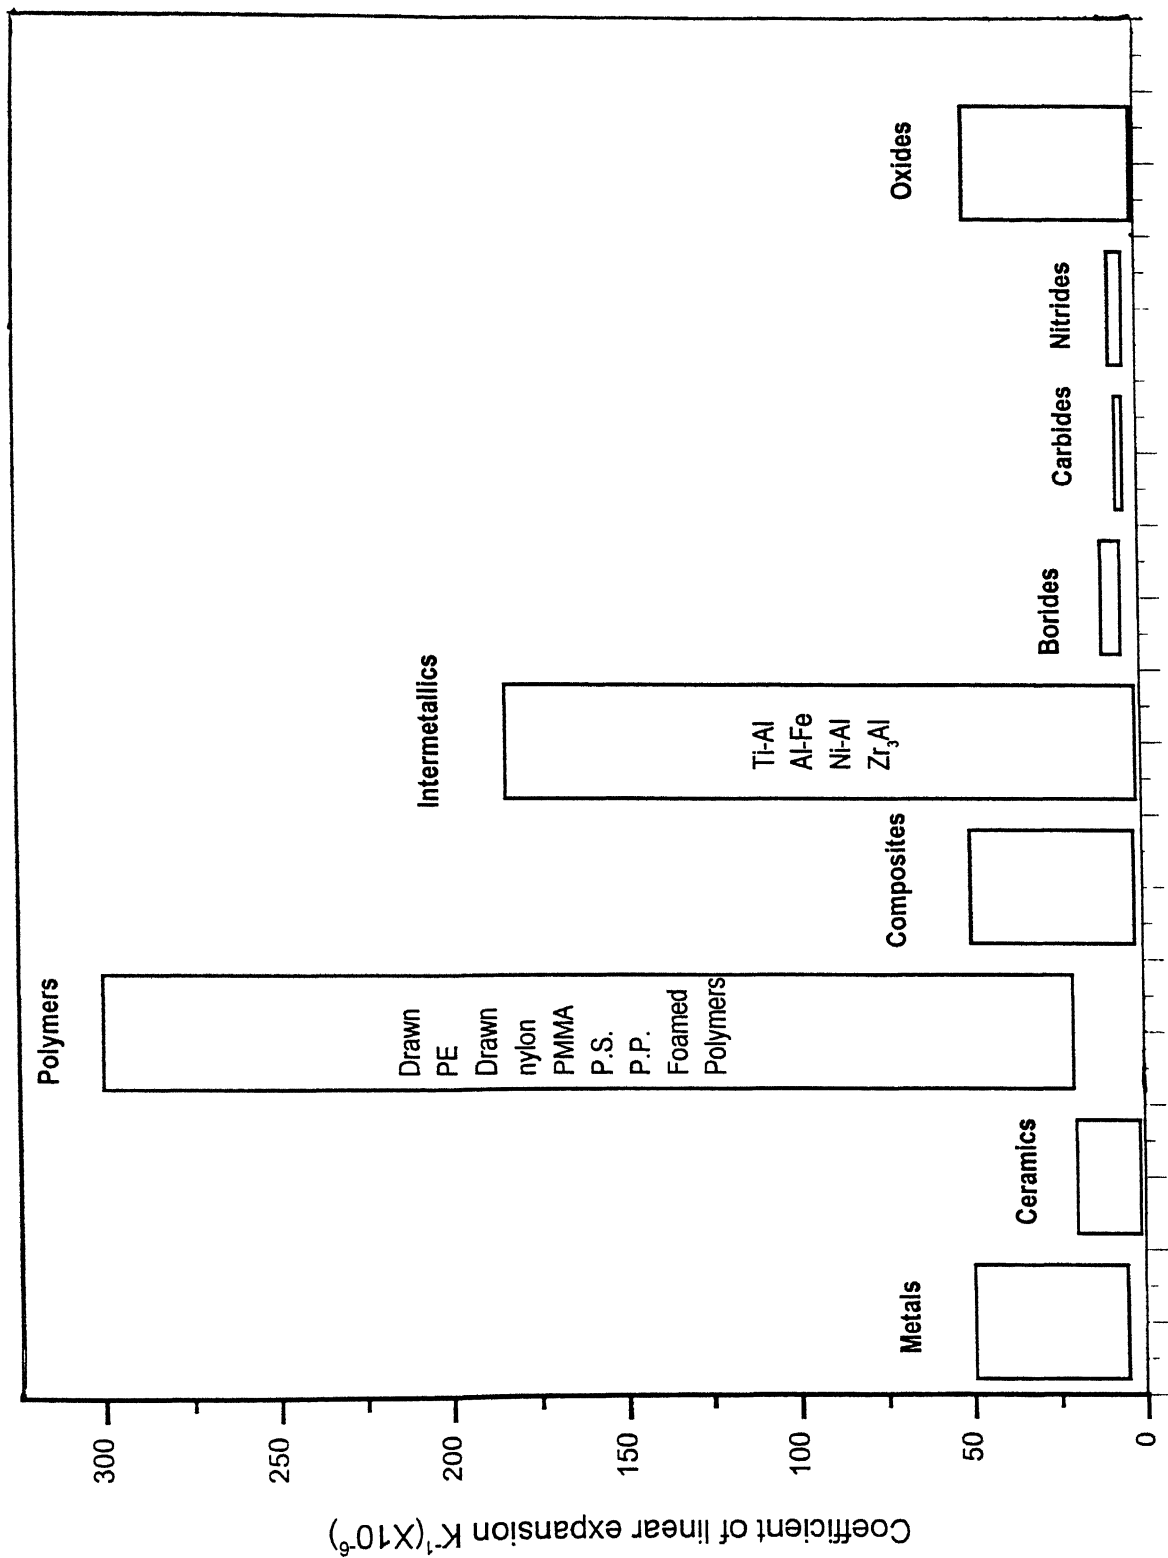 Coefficient of linear expansion K⁻¹(X10⁻⁶)
300
250
200
150
100
50
0
Metals
Ceramics
Polymers
Drawn
PE
Drawn
nylon
PMMA
P.S.
P.P.
Foamed
Polymers
Composites
Intermetallics
Ti-Al
Al-Fe
Ni-Al
Zr₃Al
Borides
Carbides
Nitrides
Oxides